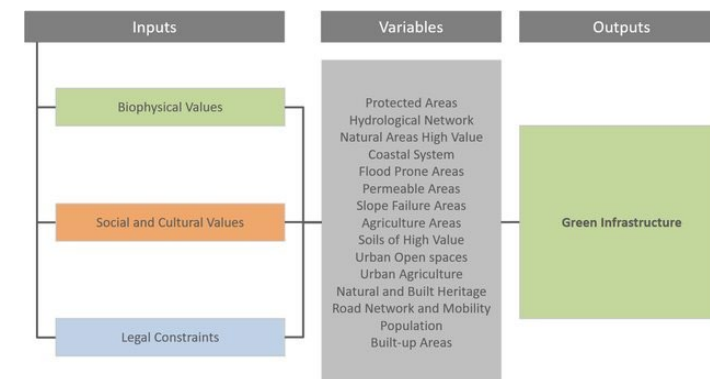 Inputs
Variables
Outputs
Biophysical Values
Social and Cultural Values
Legal Constraints
Protected Areas
Hydrological Network
Natural Areas High Value
Coastal System
Flood Prone Areas
Permeable Areas
Slope Failure Areas
Agriculture Areas
Soils of High Value
Urban Open spaces
Urban Agriculture
Natural and Built Heritage
Road Network and Mobility
Population
Built-up Areas
Green Infrastructure